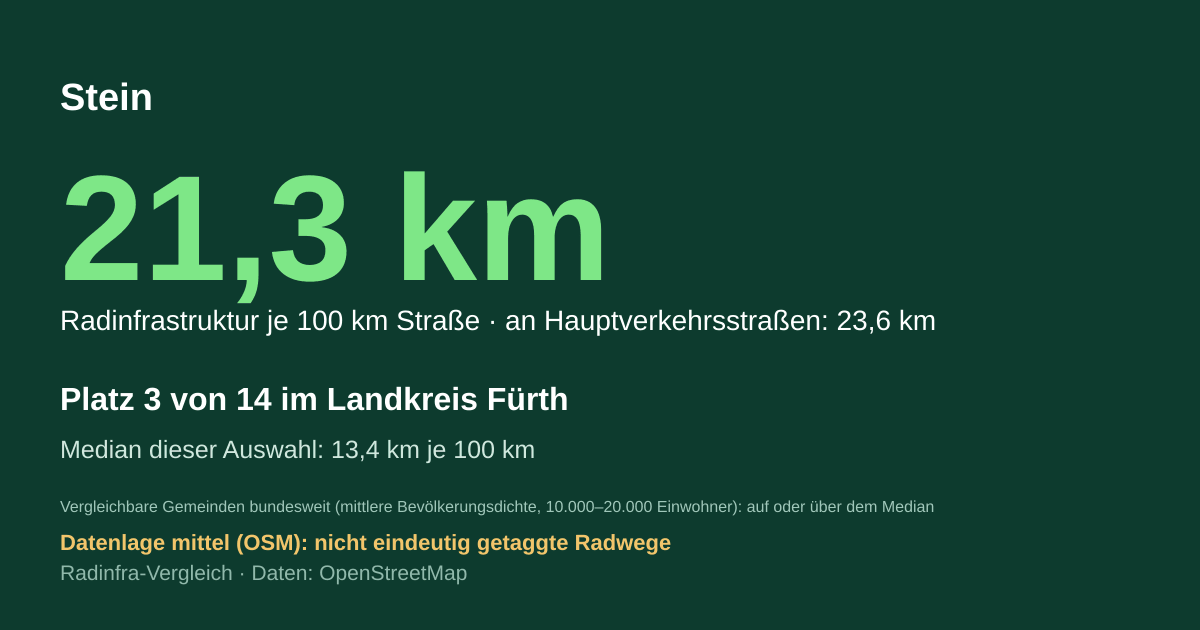 Stein
21,3 km
Radinfrastruktur je 100 km Straße · an Hauptverkehrsstraßen: 23,6 km
Platz 3 von 14 im Landkreis Fürth
Median dieser Auswahl: 13,4 km je 100 km
Vergleichbare Gemeinden bundesweit (mittlere Bevölkerungsdichte, 10.000–20.000 Einwohner): auf oder über dem Median
Datenlage mittel (OSM): nicht eindeutig getaggte Radwege
Radinfra-Vergleich · Daten: OpenStreetMap